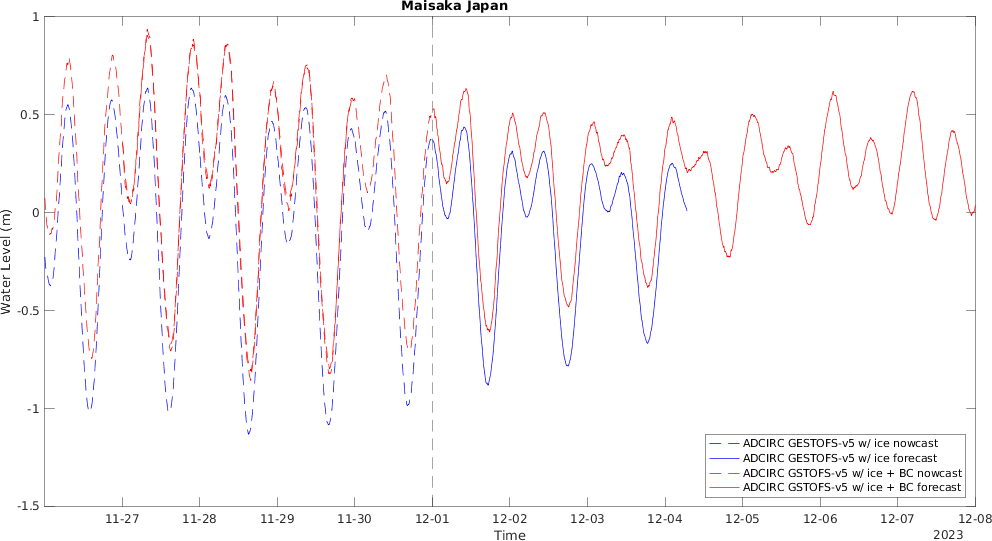 Maisaka Japan
Water Level (m)
1
0.5
0
-0.5
-1
-1.5
11-27 11-28 11-29 11-30 12-01 12-02 12-03 12-04 12-05 12-06 12-07 12-08
Time
2023
ADCIRC GESTOFS-v5 w/ ice nowcast
ADCIRC GESTOFS-v5 w/ ice forecast
ADCIRC GSTOFS-v5 w/ ice + BC nowcast
ADCIRC GSTOFS-v5 w/ ice + BC forecast